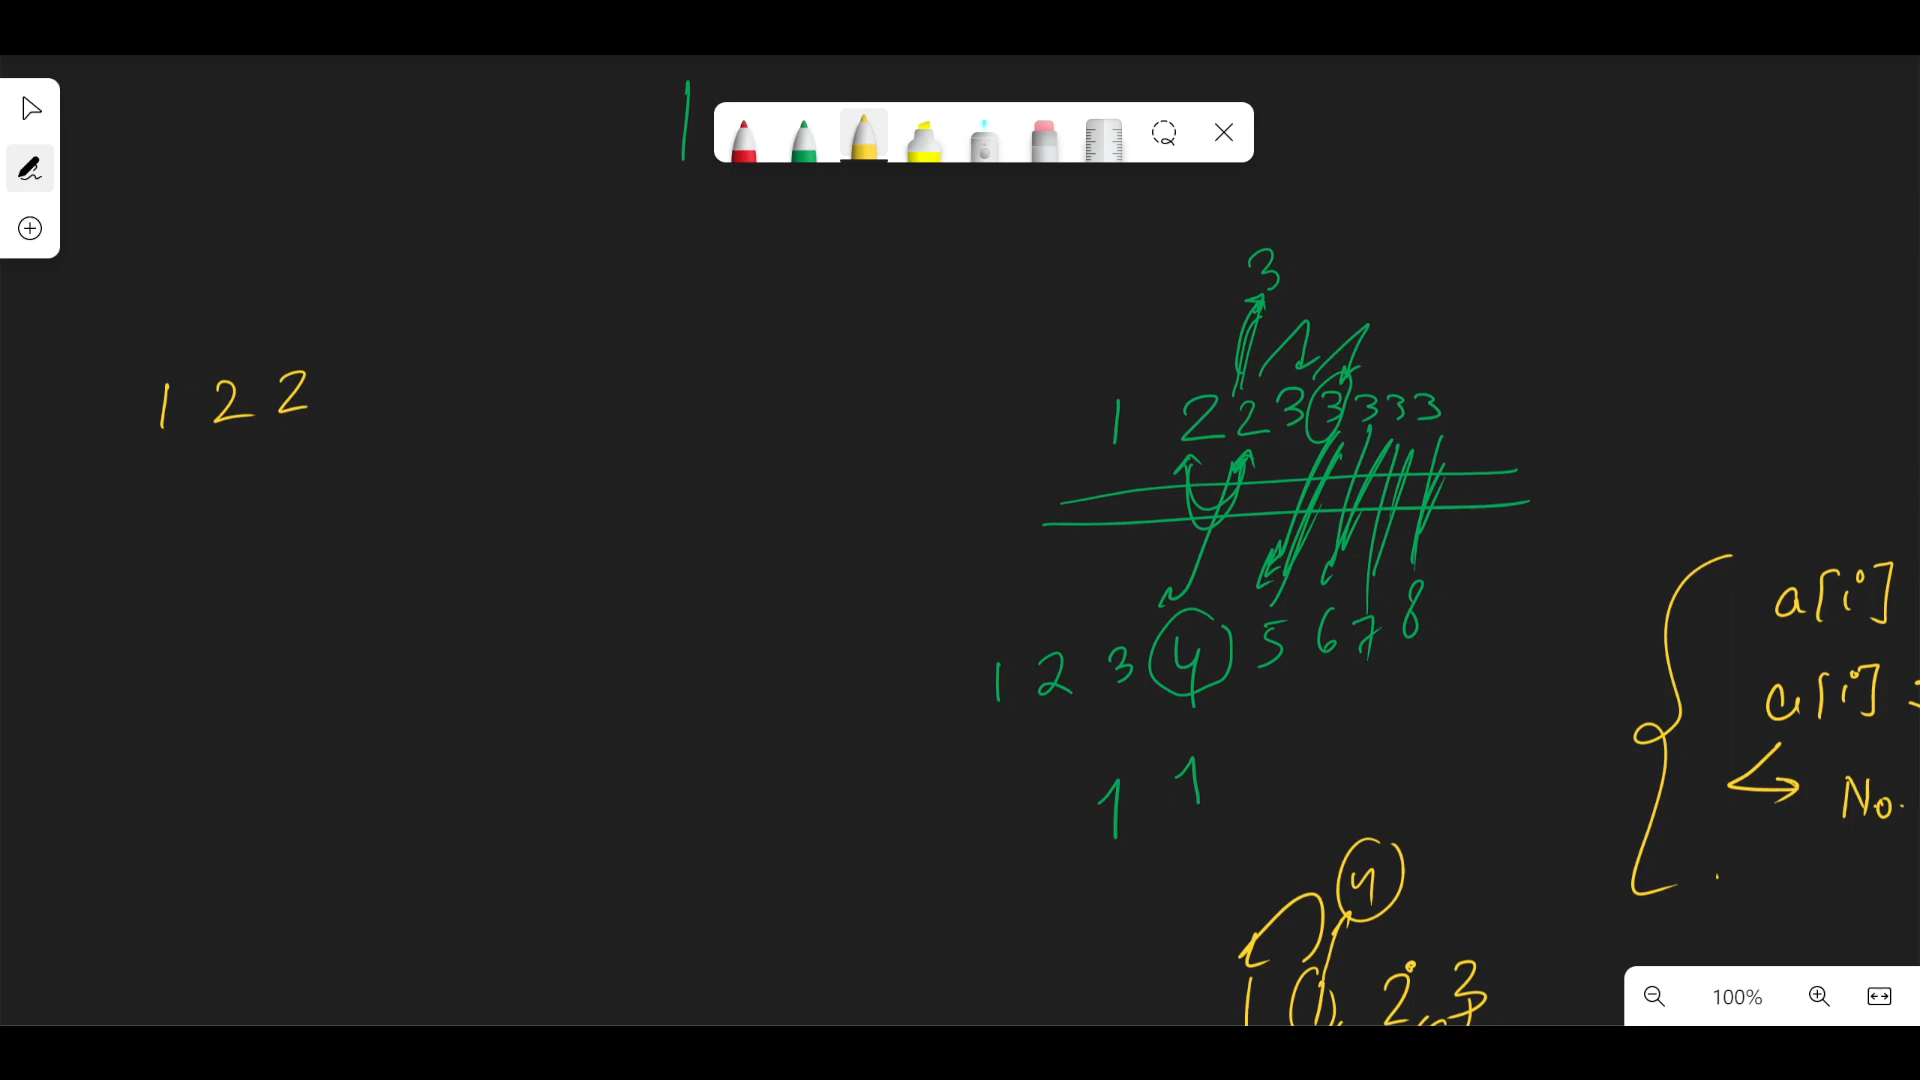 1
3
1 2 2
1 2 2 3 3 3 3 3
a[i]
1 2 3 4 5 6 7 8
a[i] =
1 1
No.
4
1 1 2 3
100%